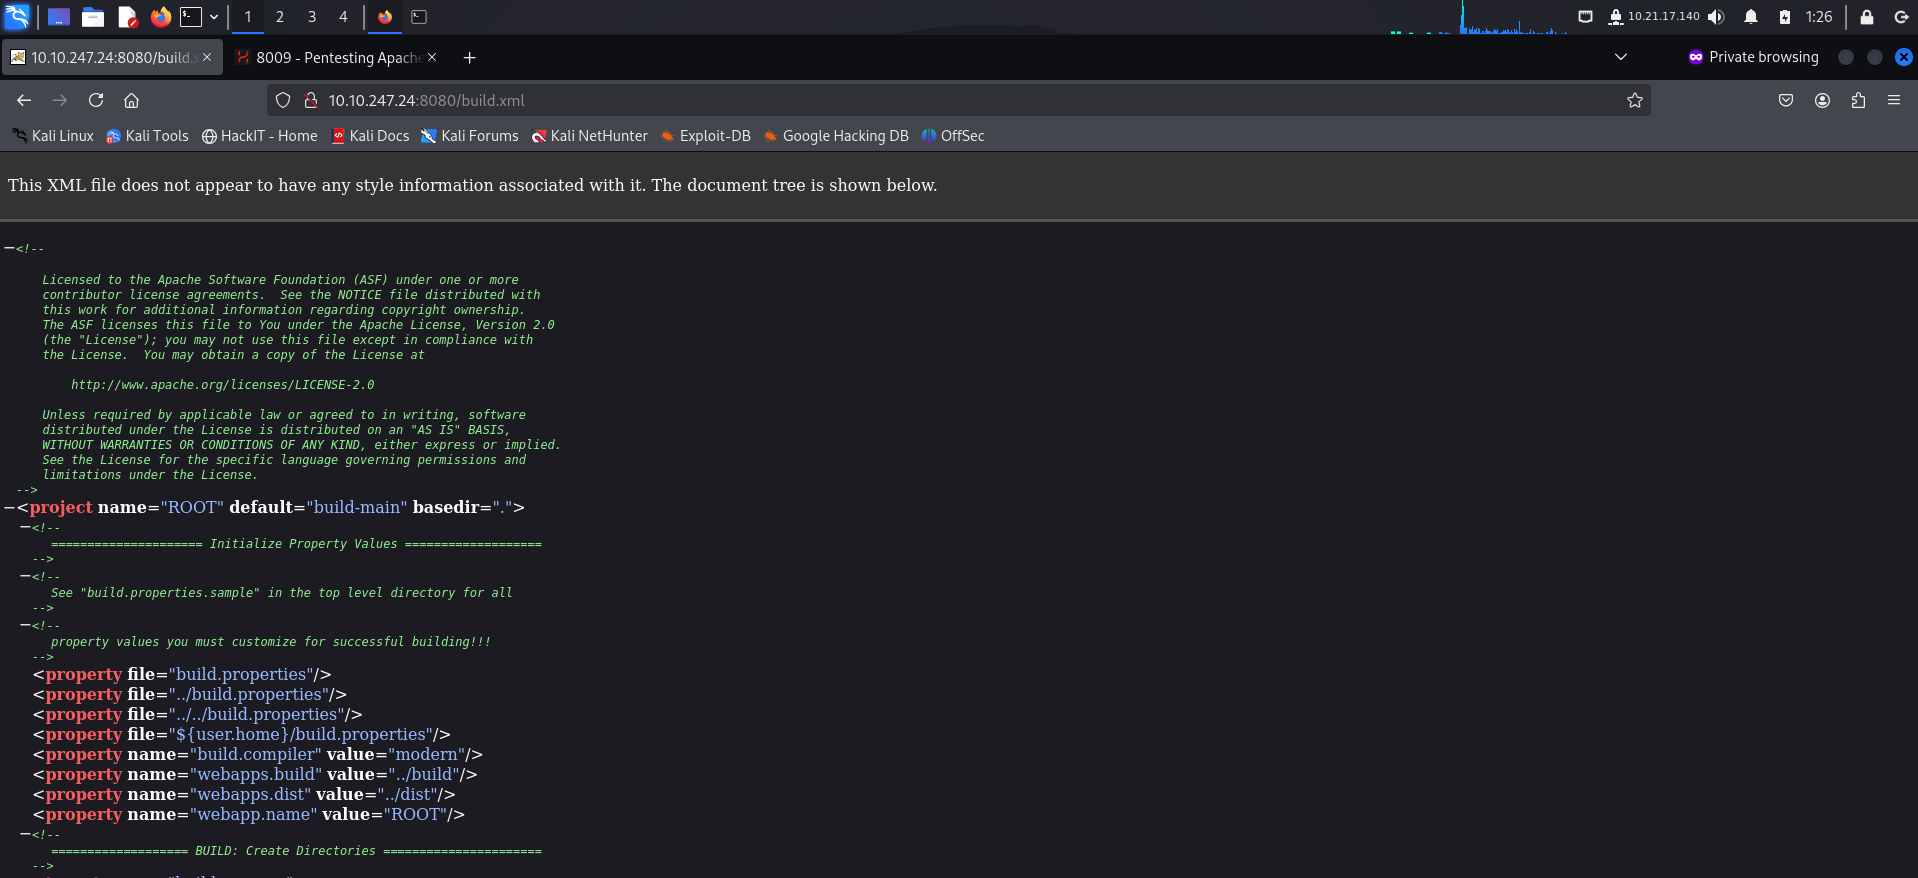 1 2 3 4 10.21.17.140 1:26
10.10.247.24:8080/build.x 8009 - Pentesting Apache Private browsing
10.10.247.24:8080/build.xml
Kali Linux Kali Tools HackIT - Home Kali Docs Kali Forums Kali NetHunter Exploit-DB Google Hacking DB OffSec
This XML file does not appear to have any style information associated with it. The document tree is shown below.
−<!--
Licensed to the Apache Software Foundation (ASF) under one or more
contributor license agreements.  See the NOTICE file distributed with
this work for additional information regarding copyright ownership.
The ASF licenses this file to You under the Apache License, Version 2.0
(the "License"); you may not use this file except in compliance with
the License.  You may obtain a copy of the License at
http://www.apache.org/licenses/LICENSE-2.0
Unless required by applicable law or agreed to in writing, software
distributed under the License is distributed on an "AS IS" BASIS,
WITHOUT WARRANTIES OR CONDITIONS OF ANY KIND, either express or implied.
See the License for the specific language governing permissions and
limitations under the License.
-->
−<project name="ROOT" default="build-main" basedir=".">
−<!--
===================== Initialize Property Values ===================
-->
−<!--
See "build.properties.sample" in the top level directory for all
-->
−<!--
property values you must customize for successful building!!!
-->
<property file="build.properties"/>
<property file="../build.properties"/>
<property file="../../build.properties"/>
<property file="${user.home}/build.properties"/>
<property name="build.compiler" value="modern"/>
<property name="webapps.build" value="../build"/>
<property name="webapps.dist" value="../dist"/>
<property name="webapp.name" value="ROOT"/>
−<!--
=================== BUILD: Create Directories ======================
-->